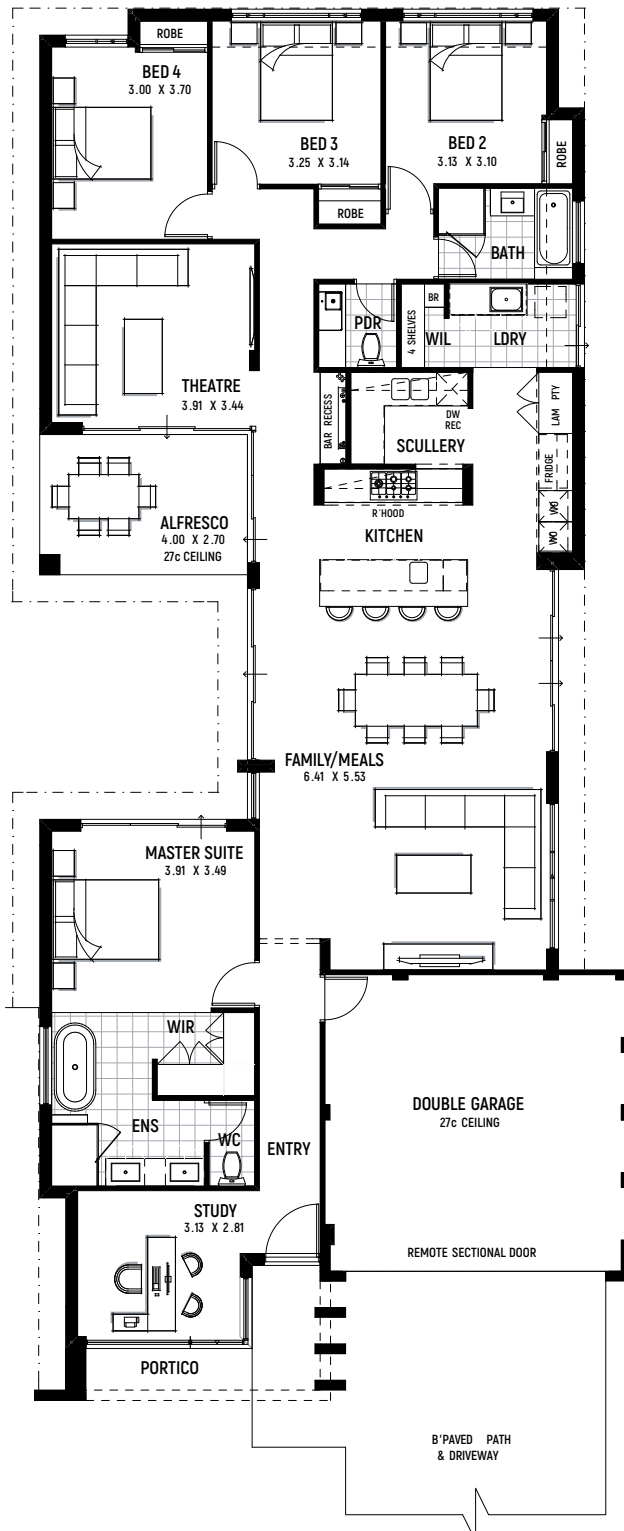 ROBE
BED 4
3.00 X 3.70
BED 3
3.25 X 3.14
BED 2
3.13 X 3.10
ROBE
ROBE
BATH
PDR
4 SHELVES
BR
WIL
LDRY
THEATRE
3.91 X 3.44
BAR RECESS
DW
REC
SCULLERY
LAM PTY
FRIDGE
ALFRESCO
4.00 X 2.70
27c CEILING
R'HOOD
KITCHEN
WO
WO
FAMILY/MEALS
6.41 X 5.53
MASTER SUITE
3.91 X 3.49
WIR
ENS
WC
ENTRY
DOUBLE GARAGE
27c CEILING
STUDY
3.13 X 2.81
REMOTE SECTIONAL DOOR
PORTICO
B'PAVED PATH
& DRIVEWAY